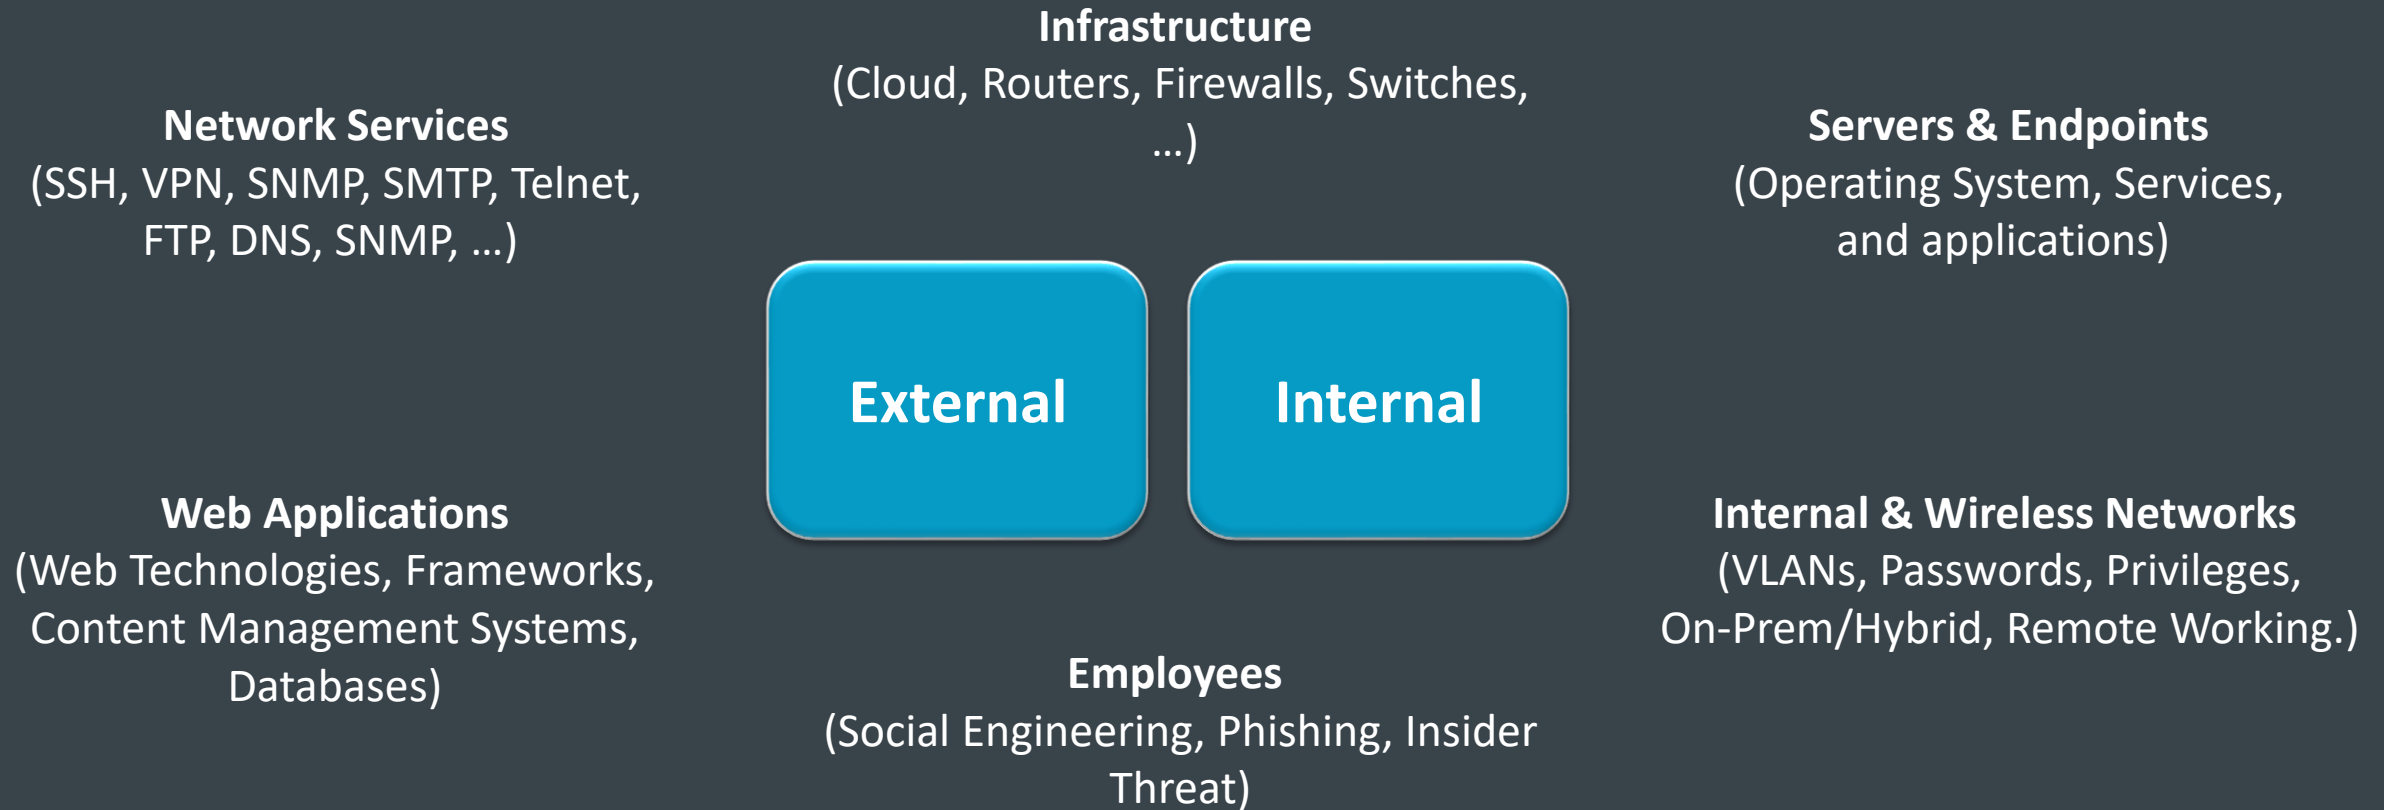 Infrastructure
(Cloud, Routers, Firewalls, Switches,
...)
Network Services
(SSH, VPN, SNMP, SMTP, Telnet,
FTP, DNS, SNMP, ...)
Servers & Endpoints
(Operating System, Services,
and applications)
External
Internal
Web Applications
(Web Technologies, Frameworks,
Content Management Systems,
Databases)
Internal & Wireless Networks
(VLANs, Passwords, Privileges,
On-Prem/Hybrid, Remote Working.)
Employees
(Social Engineering, Phishing, Insider
Threat)